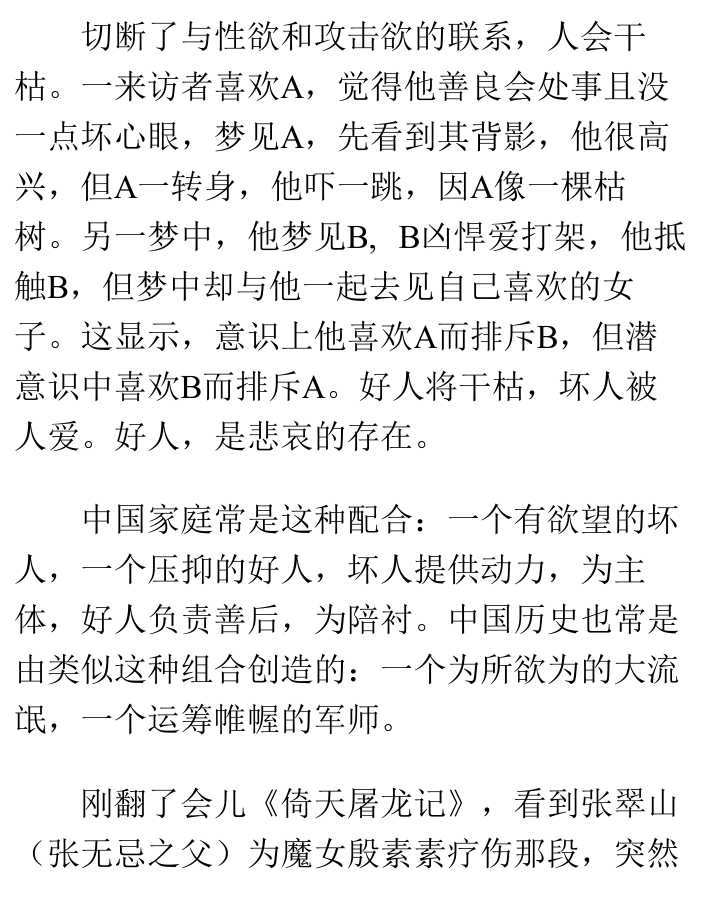 切断了与性欲和攻击欲的联系，人会干
枯。一来访者喜欢A，觉得他善良会处事且没
一点坏心眼，梦见A，先看到其背影，他很高
兴，但A一转身，他吓一跳，因A像一棵枯
树。另一梦中，他梦见B, B凶悍爱打架，他抵
触B，但梦中却与他一起去见自己喜欢的女
子。这显示，意识上他喜欢A而排斥B，但潜
意识中喜欢B而排斥A。好人将干枯，坏人被
人爱。好人，是悲哀的存在。
中国家庭常是这种配合：一个有欲望的坏
人，一个压抑的好人，坏人提供动力，为主
体，好人负责善后，为陪衬。中国历史也常是
由类似这种组合创造的：一个为所欲为的大流
氓，一个运筹帷幄的军师。
刚翻了会儿《倚天屠龙记》，看到张翠山
（张无忌之父）为魔女殷素素疗伤那段，突然